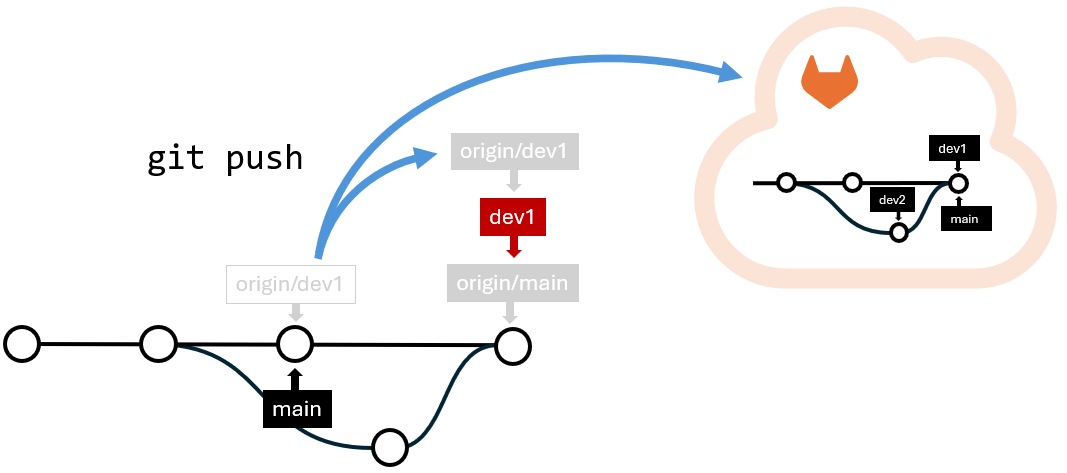 git push
origin/dev1
dev1
origin/dev1
origin/main
main
dev1
dev2
main